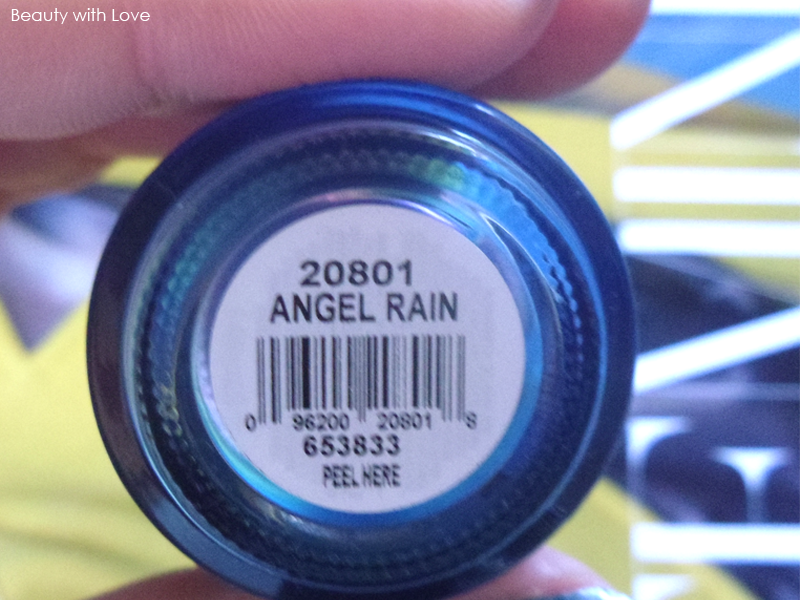 Beauty with Love
20801
ANGEL RAIN
0 96200 20801 8
653833
PEEL HERE